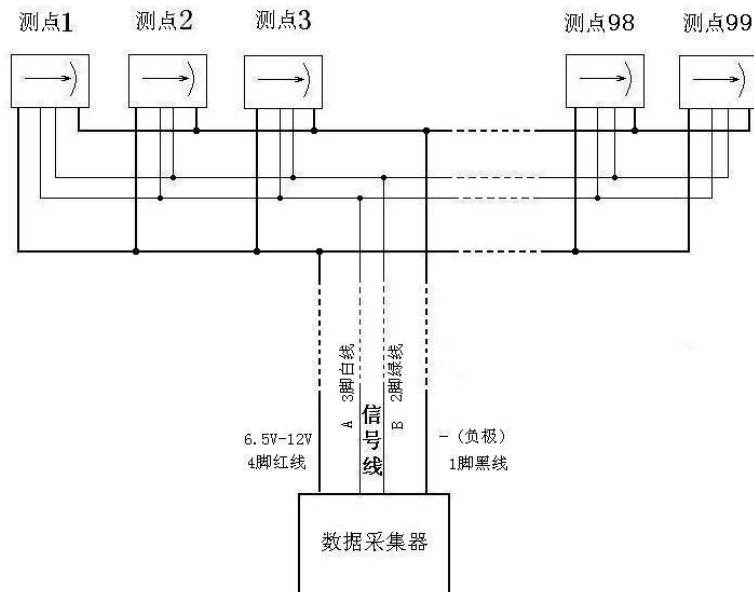 测点1
测点2
测点3
测点98
测点99
6.5V-12V
4脚红线
A 3脚白线
信号线
B 2脚绿线
-(负极)
1脚黑线
数据采集器